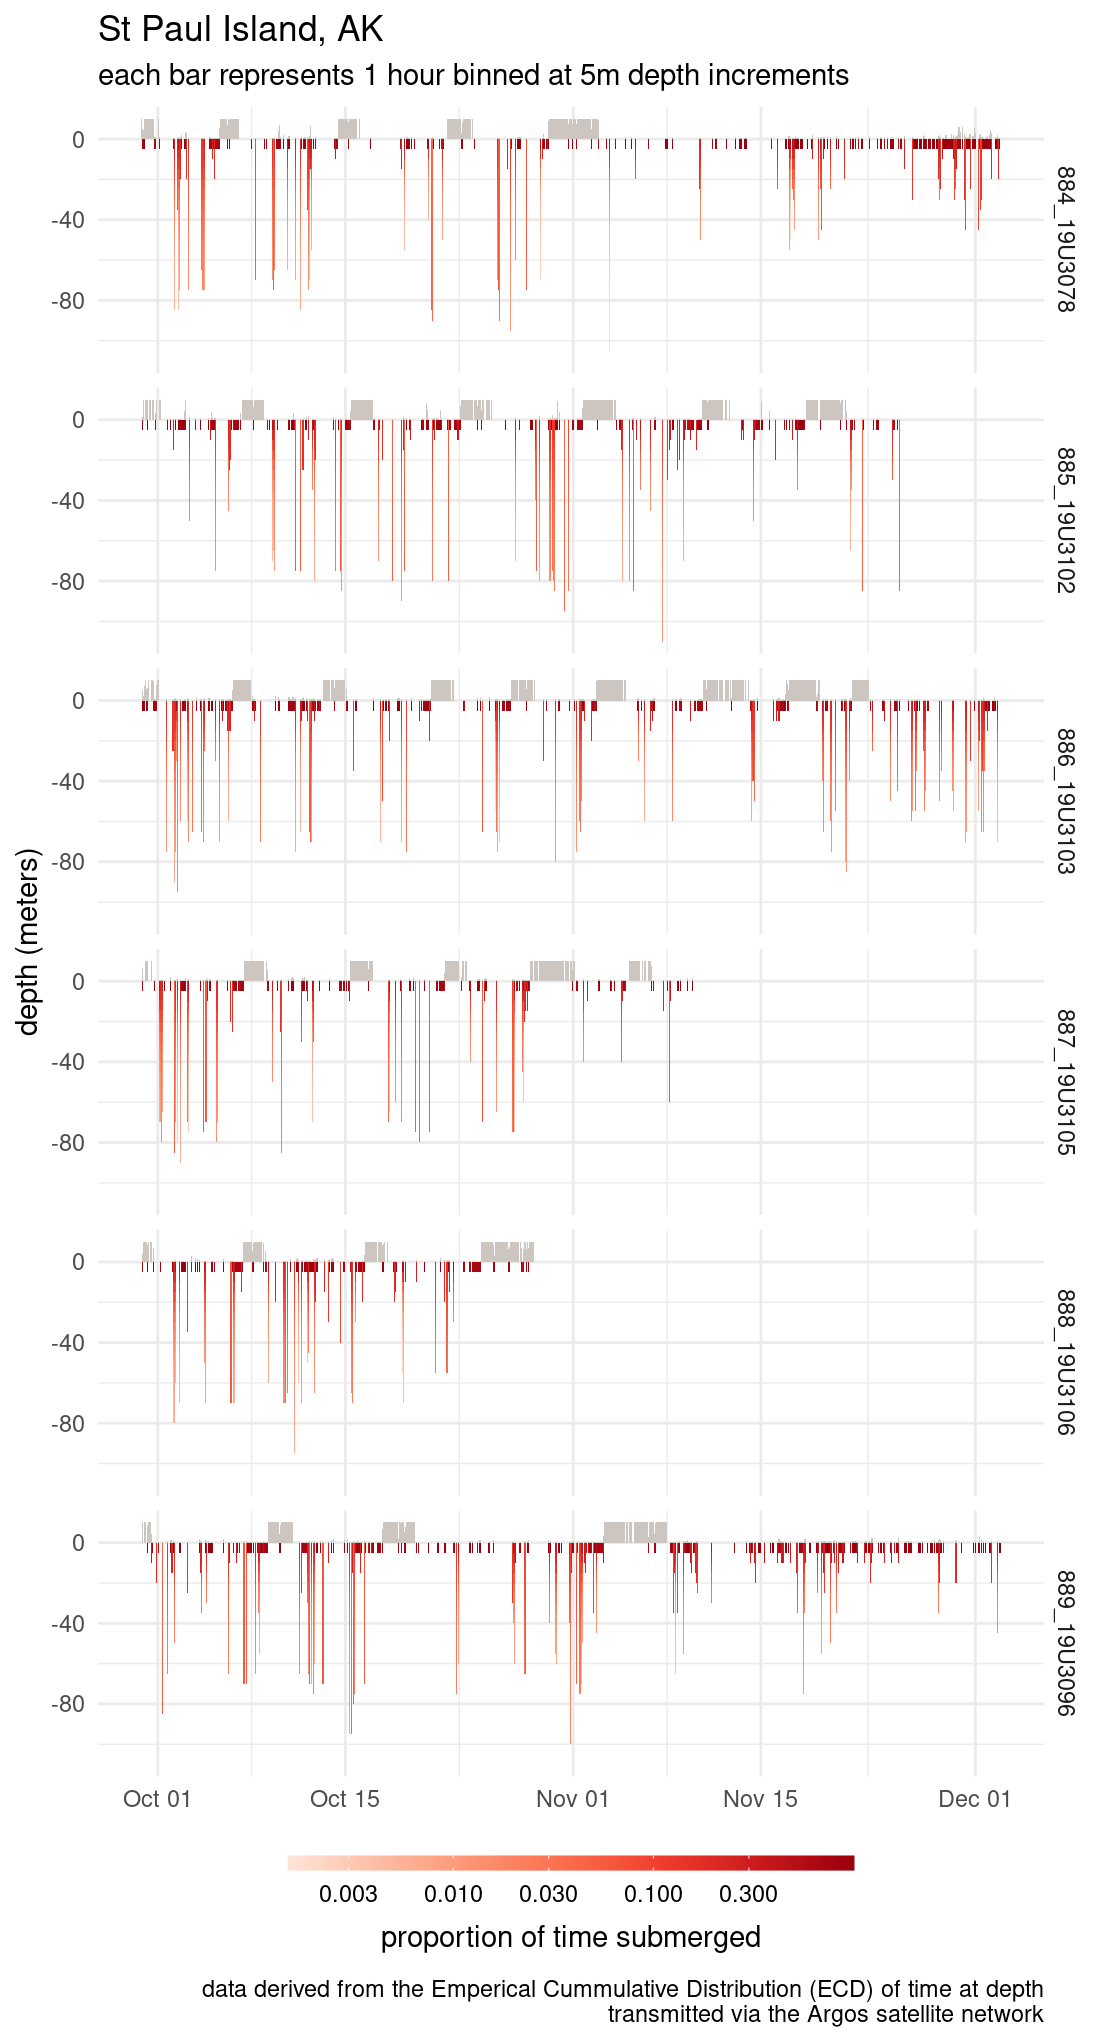 St Paul Island, AK
each bar represents 1 hour binned at 5m depth increments
depth (meters)
0
-40
-80
884_19U3078
0
-40
-80
885_19U3102
0
-40
-80
886_19U3103
0
-40
-80
887_19U3105
0
-40
-80
888_19U3106
0
-40
-80
889_19U3096
Oct 01 Oct 15 Nov 01 Nov 15 Dec 01
0.003 0.010 0.030 0.100 0.300
proportion of time submerged
data derived from the Emperical Cummulative Distribution (ECD) of time at depth
transmitted via the Argos satellite network